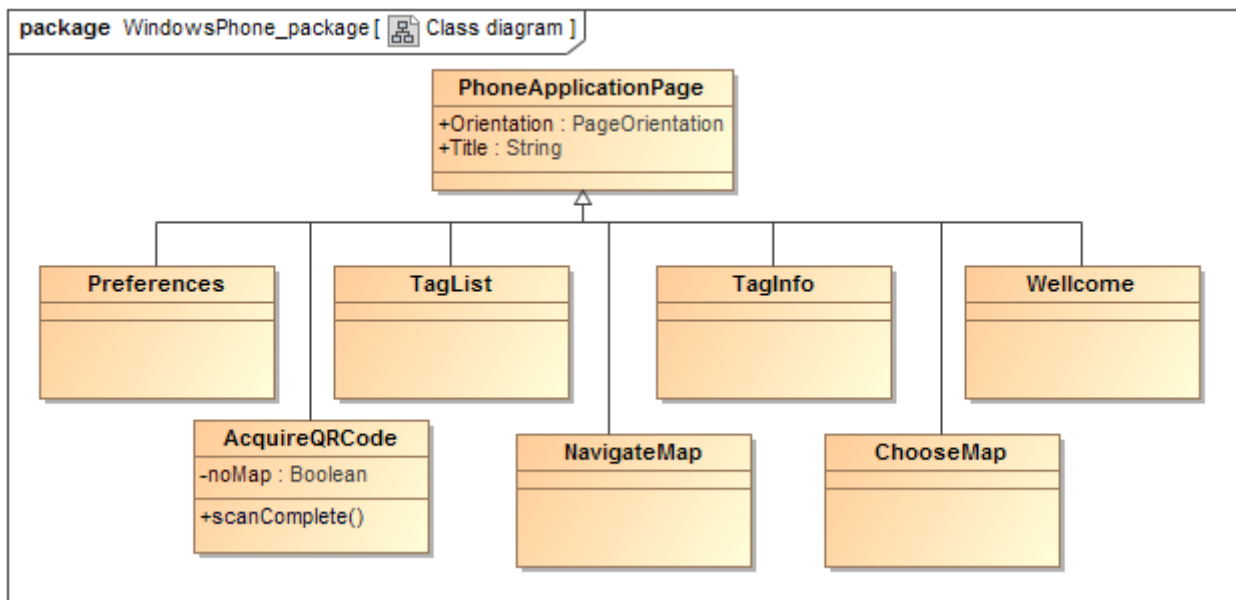 package WindowsPhone_package [ Class diagram ]
PhoneApplicationPage
+Orientation : PageOrientation
+Title : String
Preferences
TagList
TagInfo
Wellcome
AcquireQRCode
-noMap : Boolean
+scanComplete()
NavigateMap
ChooseMap